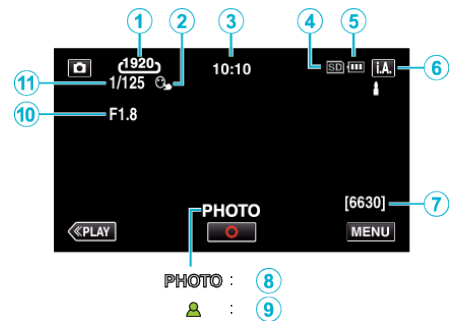 1 2 3 4 5
1920 10:10 SD i.A. 6
11 1/125
10 F1.8
[6630] 7
PHOTO
≪PLAY MENU
PHOTO : 8
: 9